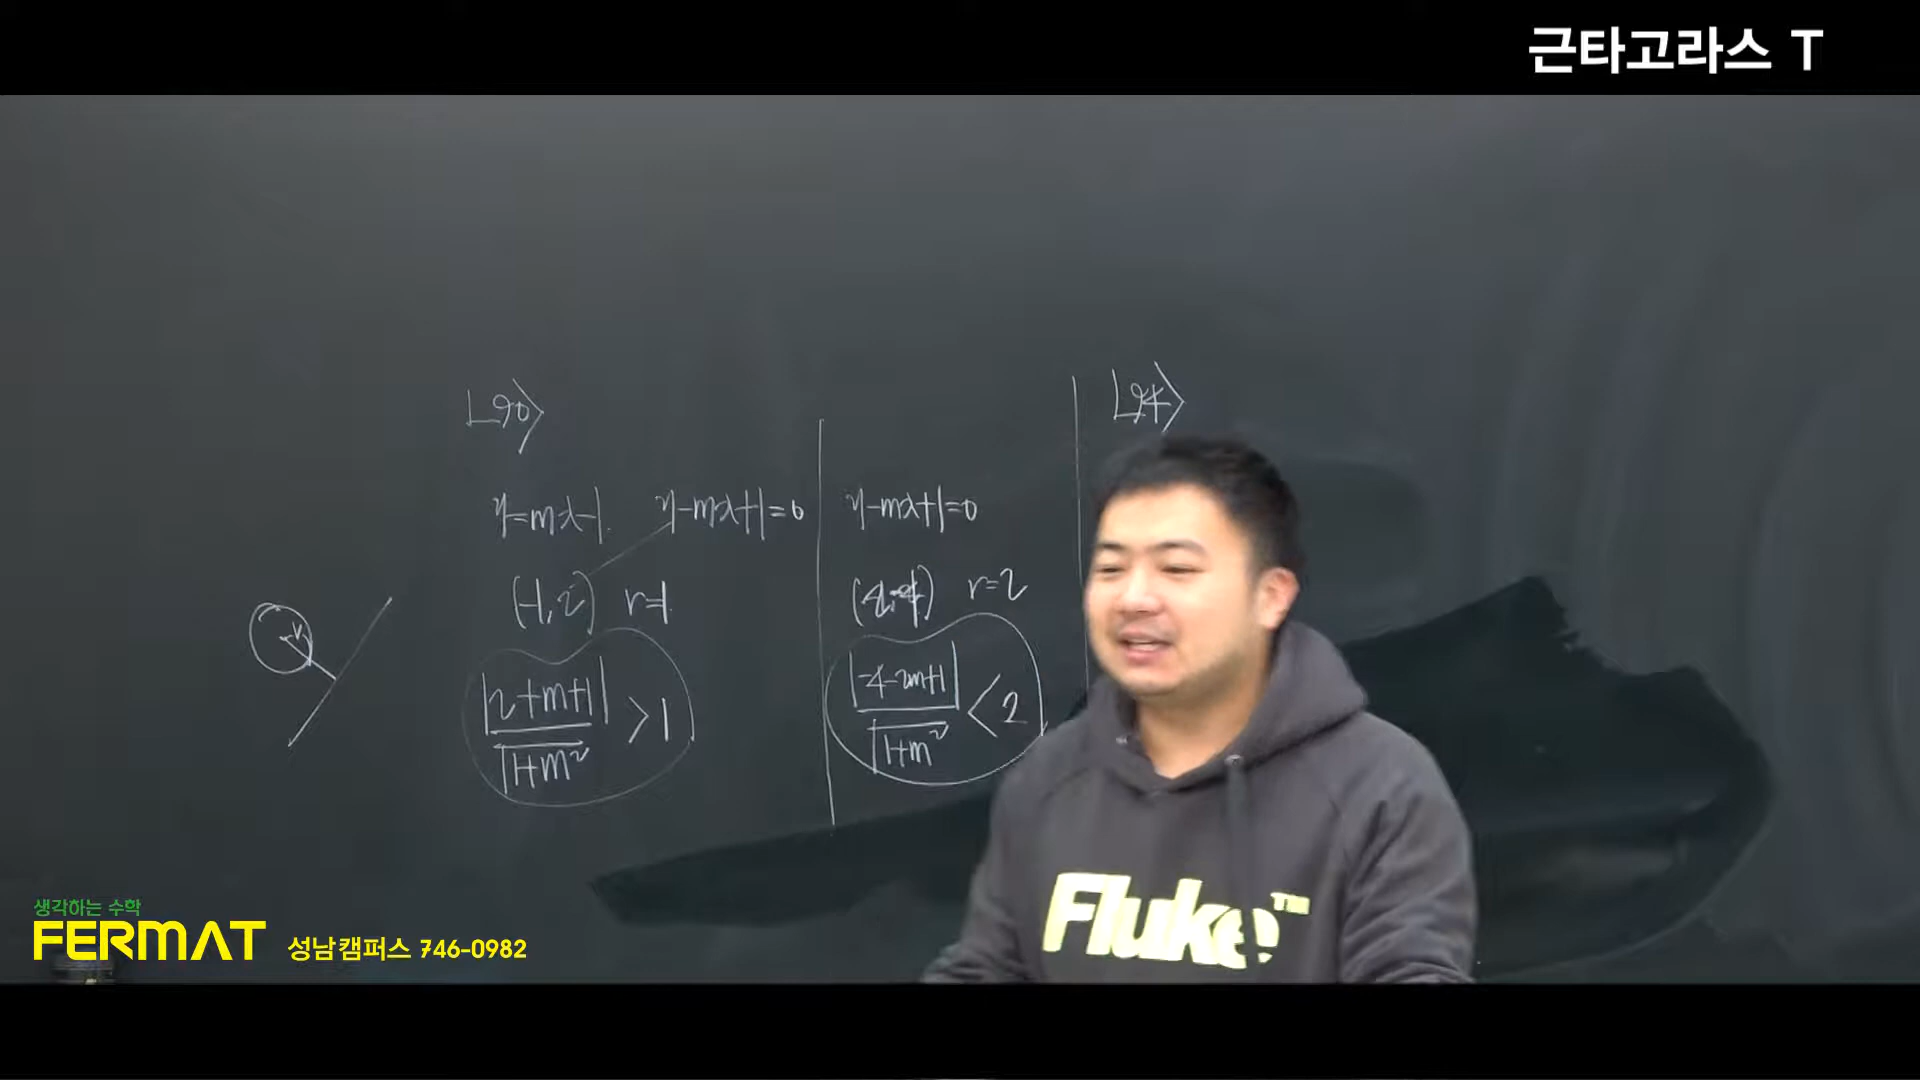 근타고라스 T
90>
94>
y=mx-1. y-mx+1=0
y-mx+1=0
(-1, 2) r=1
r=2
|2+m+1|/√1+m² >1
|-4-2m+1|/√1+m² <2
r
Fluke™
생각하는 수학
FERMAT 성남캠퍼스 746-0982